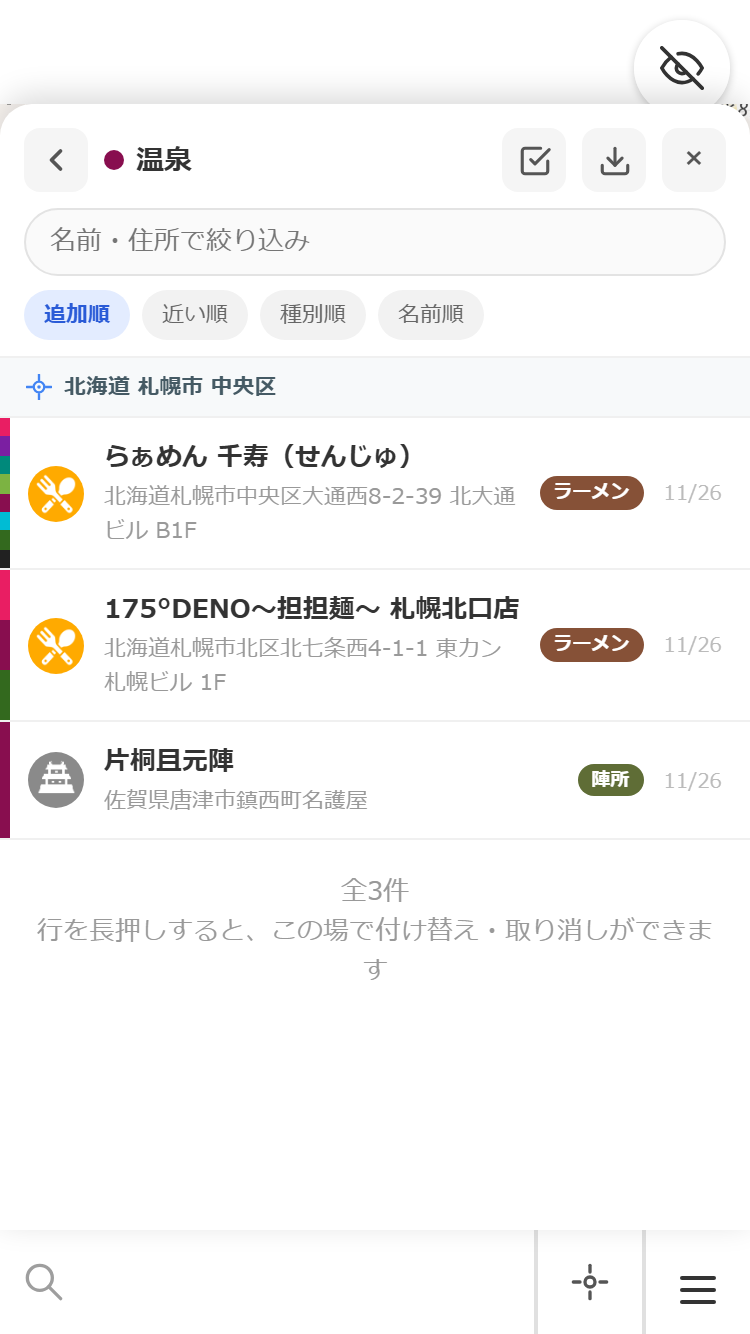 温泉
名前・住所で絞り込み
追加順 近い順 種別順 名前順
北海道 札幌市 中央区
らぁめん 千寿（せんじゅ）
北海道札幌市中央区大通西8-2-39 北大通
ビル B1F
ラーメン 11/26
175°DENO〜担担麺〜 札幌北口店
北海道札幌市北区北七条西4-1-1 東カン
札幌ビル 1F
ラーメン 11/26
片桐且元陣
佐賀県唐津市鎮西町名護屋
陣所 11/26
全3件
行を長押しすると、この場で付け替え・取り消しができま
す